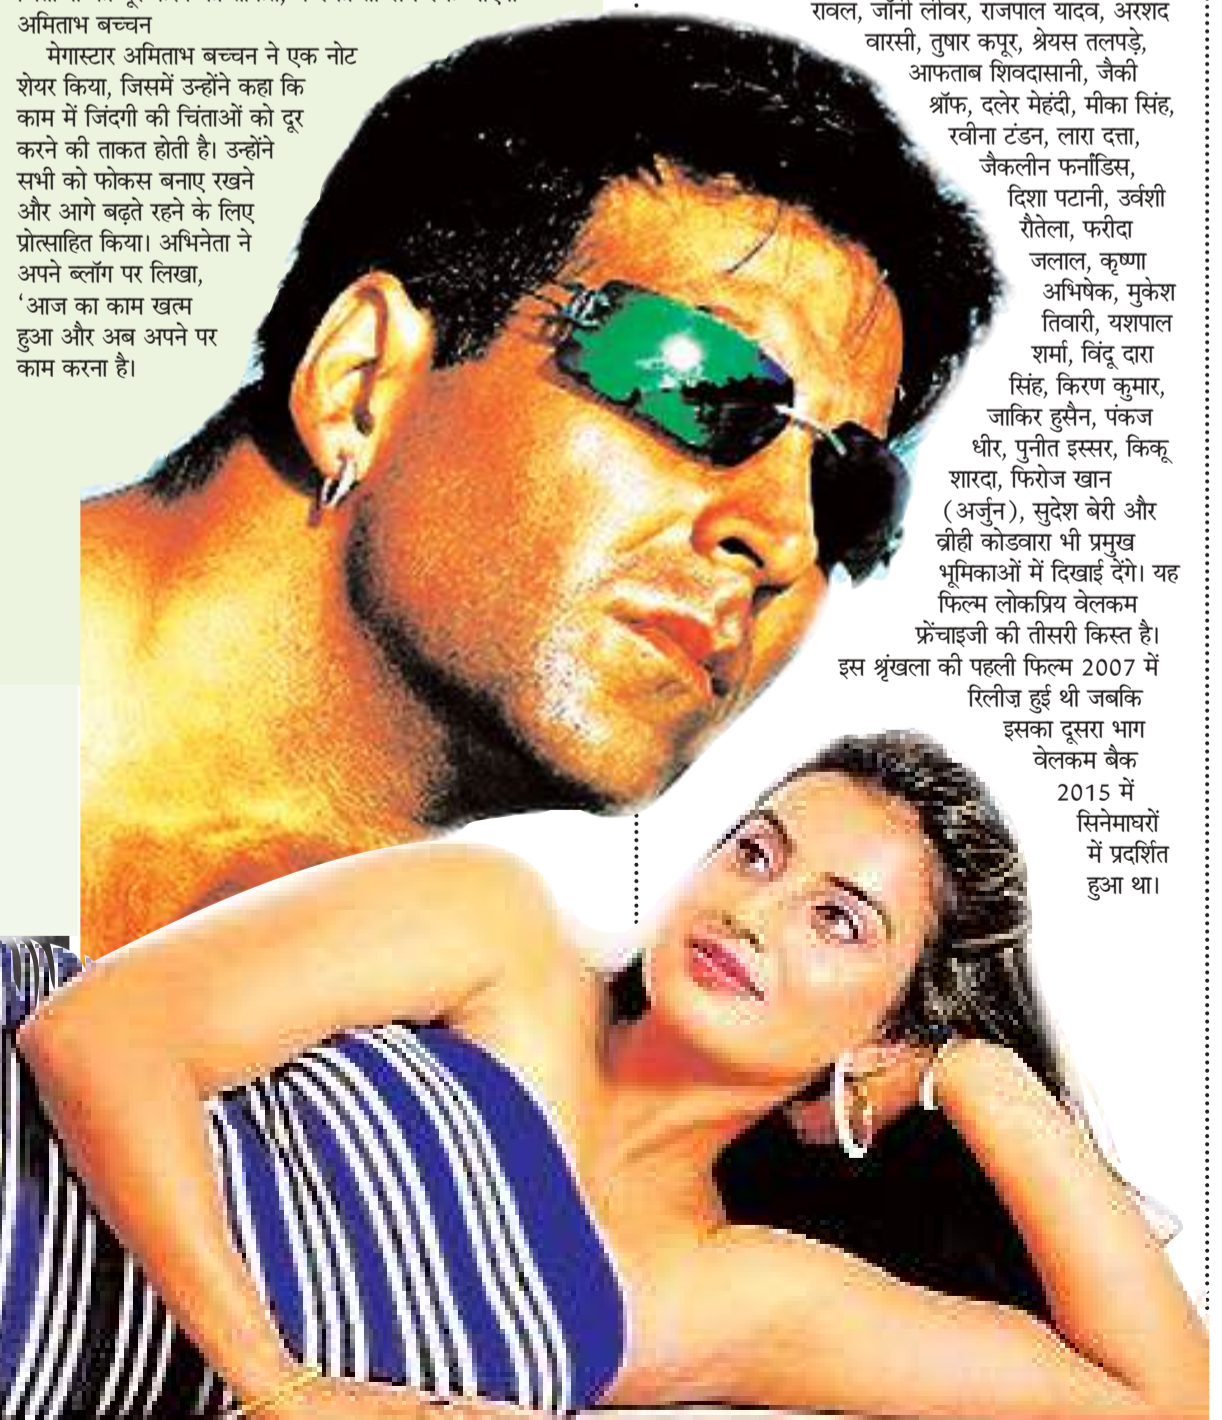 अमिताभ बच्चन
मेगास्टार अमिताभ बच्चन ने एक नोट
शेयर किया, जिसमें उन्होंने कहा कि
काम में जिंदगी की चिंताओं को दूर
करने की ताकत होती है। उन्होंने
सभी को फोकस बनाए रखने
और आगे बढ़ते रहने के लिए
प्रोत्साहित किया। अभिनेता ने
अपने ब्लॉग पर लिखा,
‘आज का काम खत्म
हुआ और अब अपने पर
काम करना है।
रावल, जॉनी लीवर, राजपाल यादव, अरशद
वारसी, तुषार कपूर, श्रेयस तलपड़े,
आफताब शिवदासानी, जैकी
श्रॉफ, दलेर मेहंदी, मीका सिंह,
रवीना टंडन, लारा दत्ता,
जैकलीन फर्नांडिस,
दिशा पटानी, उर्वशी
रौतेला, फरीदा
जलाल, कृष्णा
अभिषेक, मुकेश
तिवारी, यशपाल
शर्मा, विंदू दारा
सिंह, किरण कुमार,
जाकिर हुसैन, पंकज
धीर, पुनीत इस्सर, किकू
शारदा, फिरोज खान
(अर्जुन), सुदेश बेरी और
व्रीही कोडवारा भी प्रमुख
भूमिकाओं में दिखाई देंगे। यह
फिल्म लोकप्रिय वेलकम
फ्रेंचाइजी की तीसरी किस्त है।
इस श्रृंखला की पहली फिल्म 2007 में
रिलीज़ हुई थी जबकि
इसका दूसरा भाग
वेलकम बैक
2015 में
सिनेमाघरों
में प्रदर्शित
हुआ था।